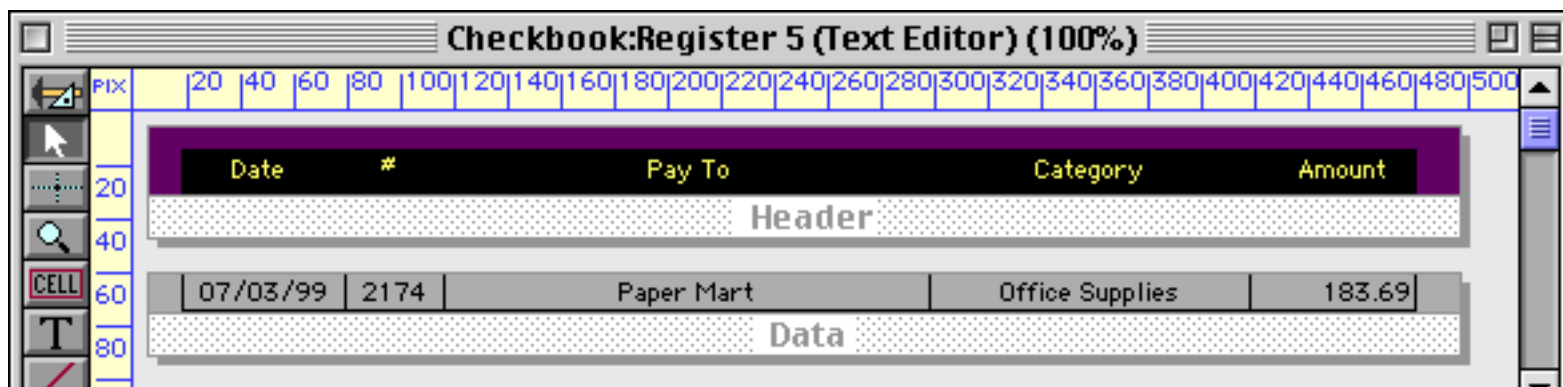 Checkbook:Register 5 (Text Editor) (100%)
PIX 20 40 60 80 100 120 140 160 180 200 220 240 260 280 300 320 340 360 380 400 420 440 460 480 500
Date # Pay To Category Amount
20
Header
40
CELL 60 07/03/99 2174 Paper Mart Office Supplies 183.69
T 80 Data